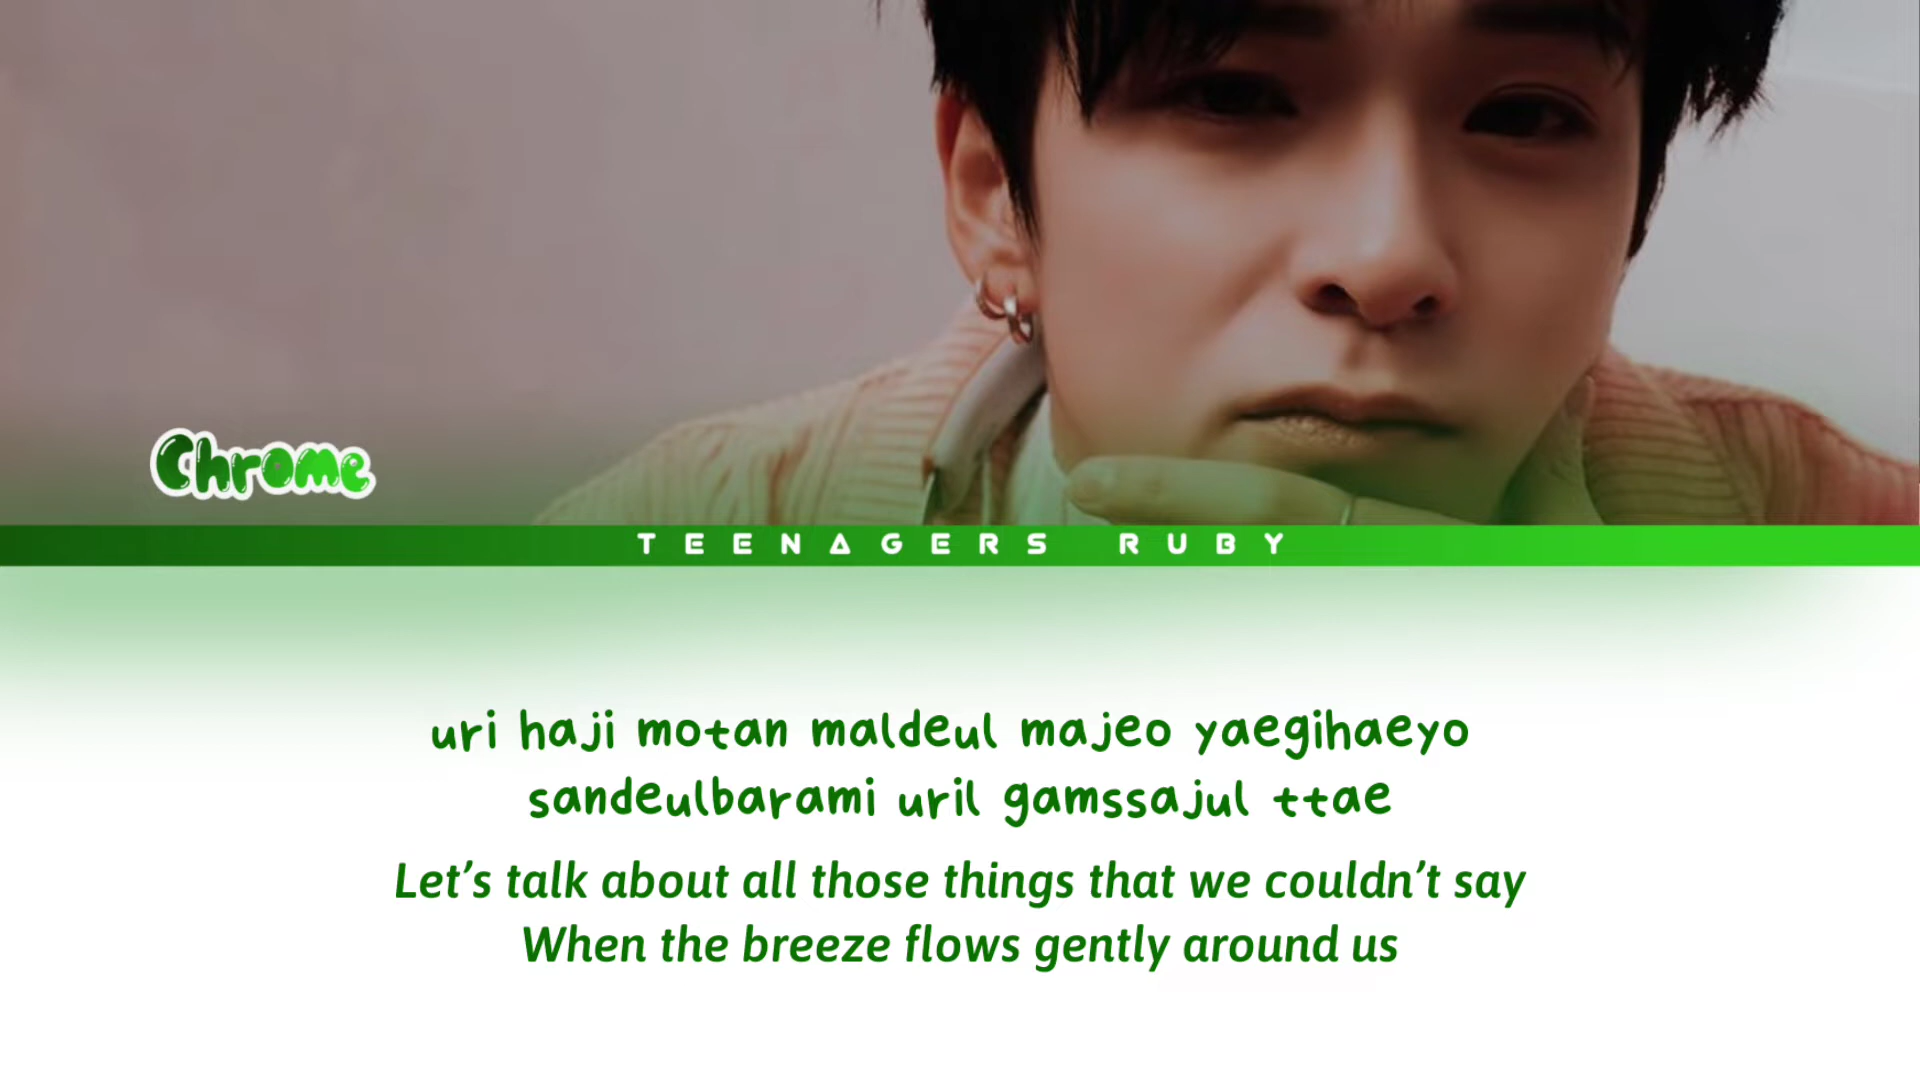 Chrome
TEENAGERS RUBY
uri haji motan maldeul majeo yaegihaeyo
sandeulbarami uril gamssajul ttae
Let’s talk about all those things that we couldn’t say
When the breeze flows gently around us